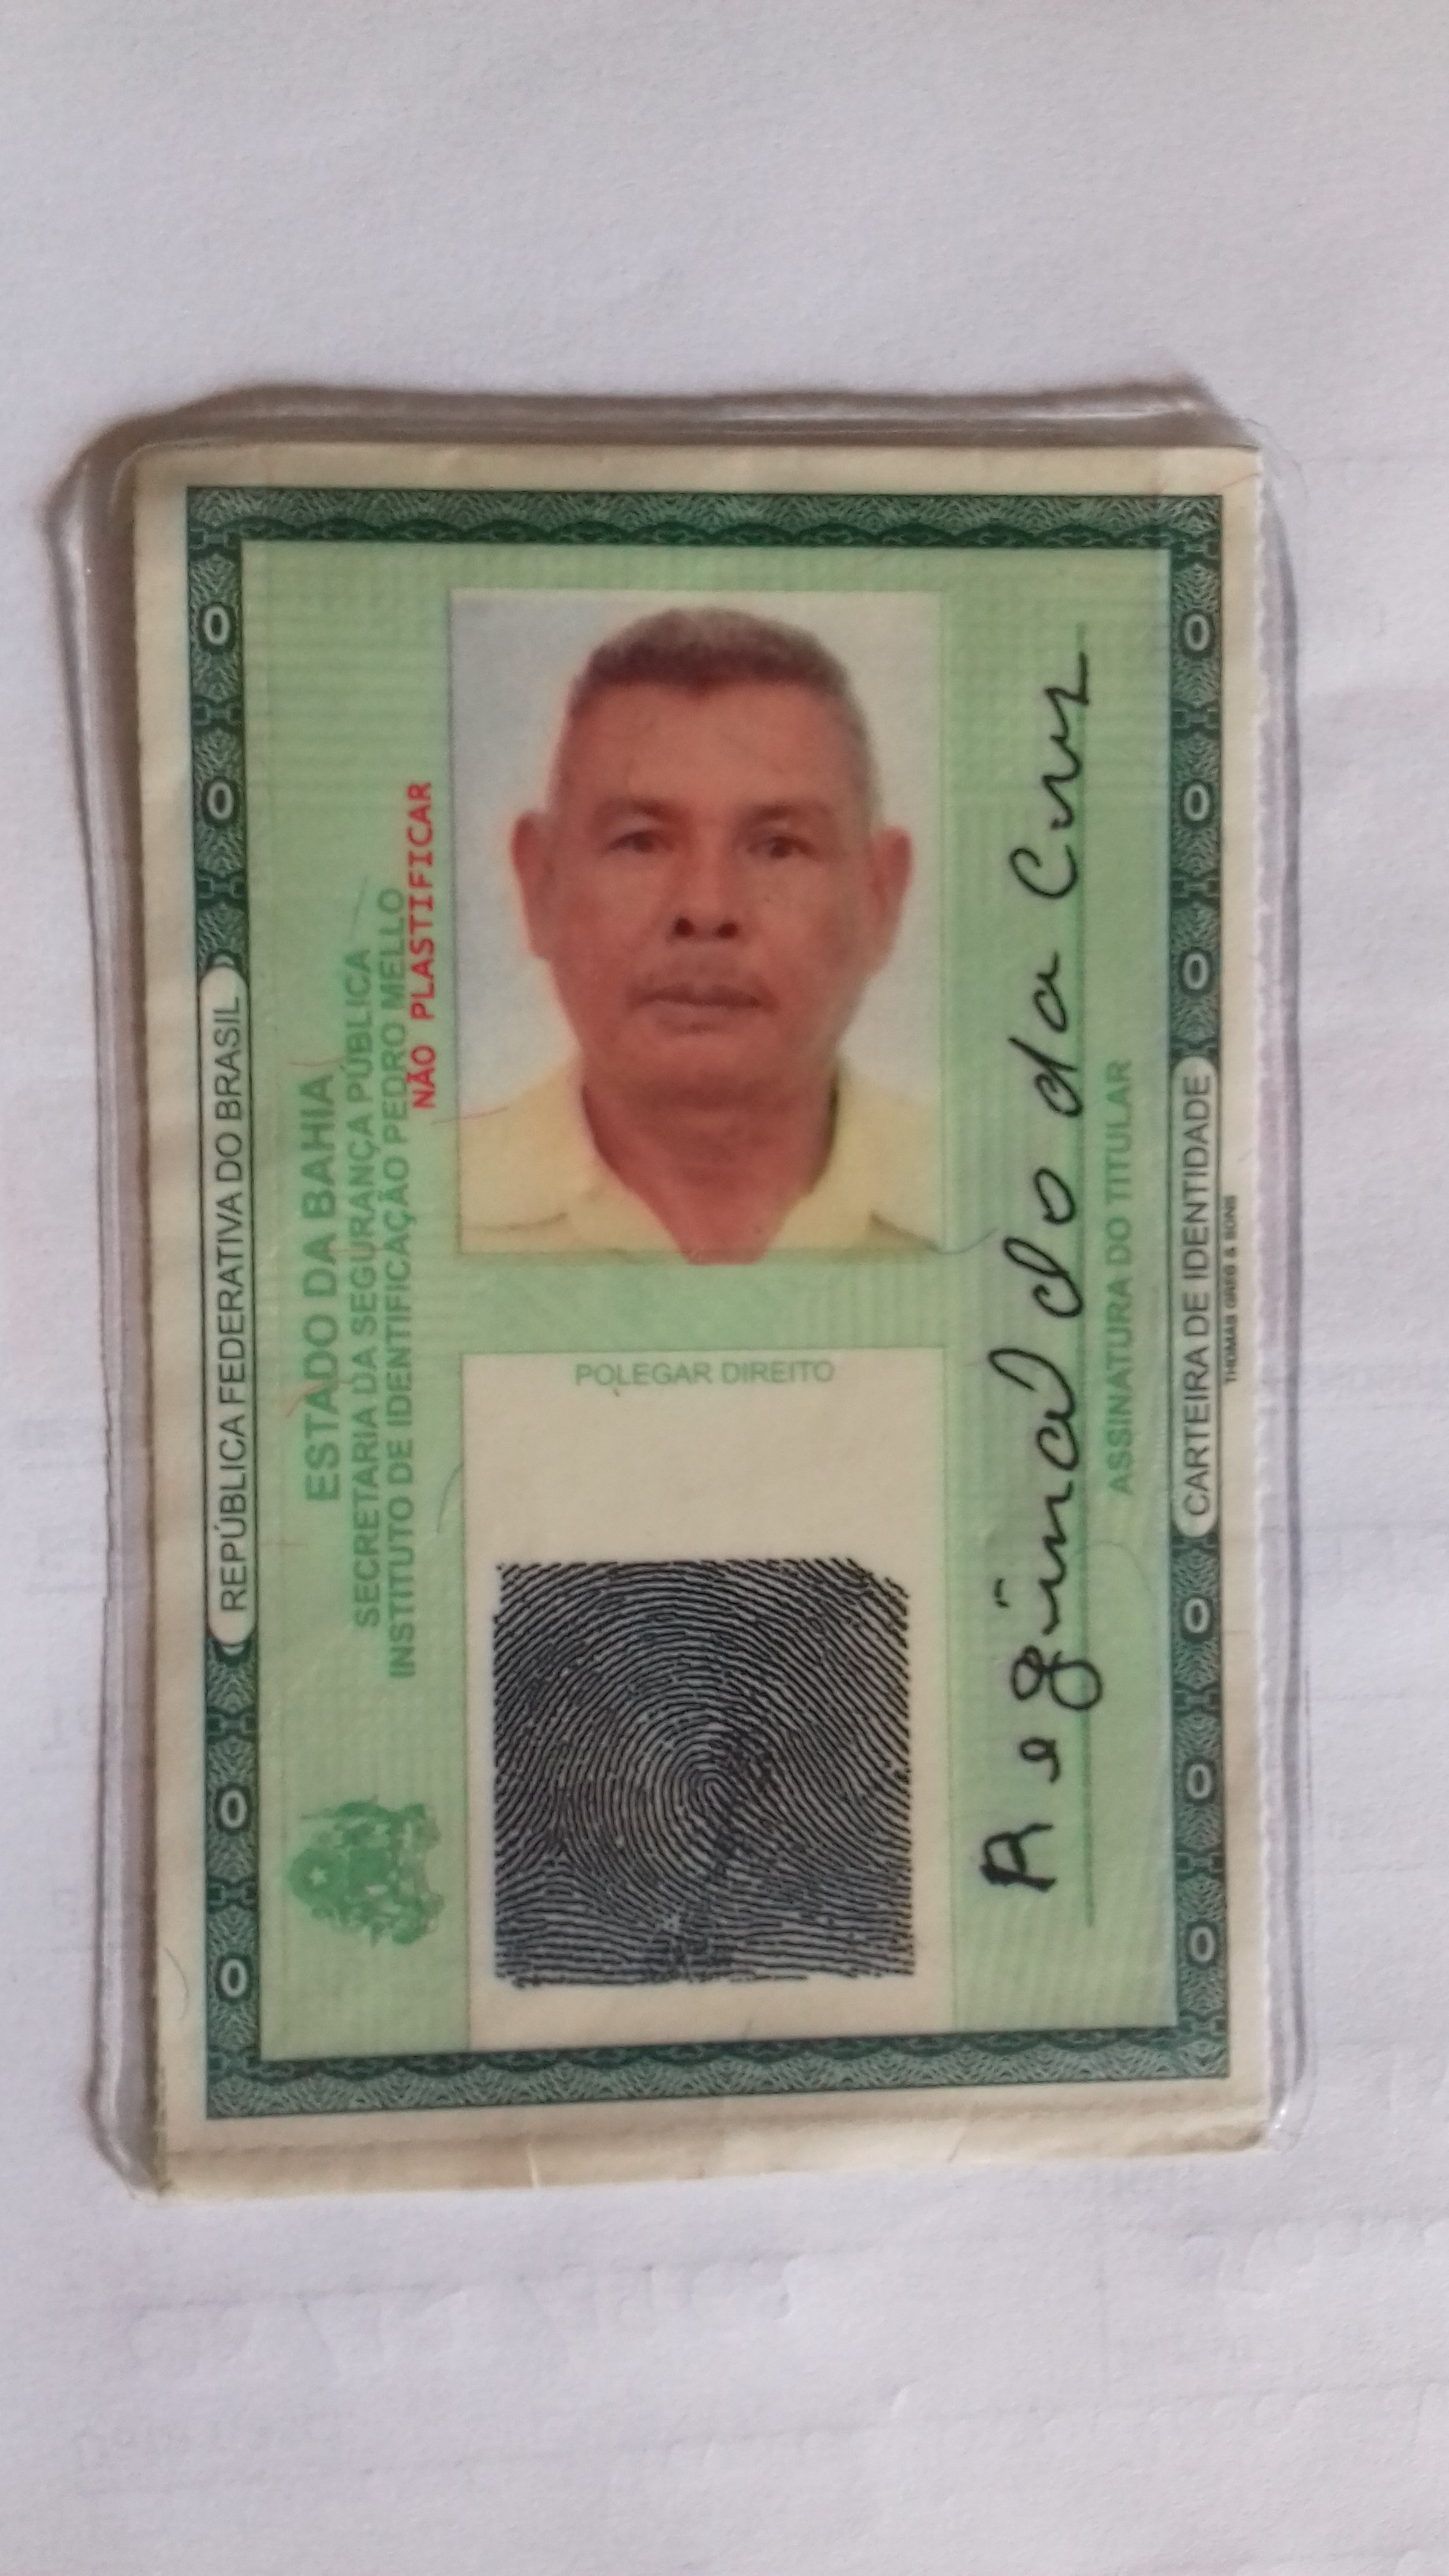 REPÚBLICA FEDERATIVA DO BRASIL
ESTADO DA BAHIA
SECRETARIA DA SEGURANÇA PÚBLICA
INSTITUTO DE IDENTIFICAÇÃO PEDRO MELLO
NÃO PLASTIFICAR
POLEGAR DIREITO
Reginaldo da Cruz
ASSINATURA DO TITULAR
CARTEIRA DE IDENTIDADE
THOMAS GREG & SONS